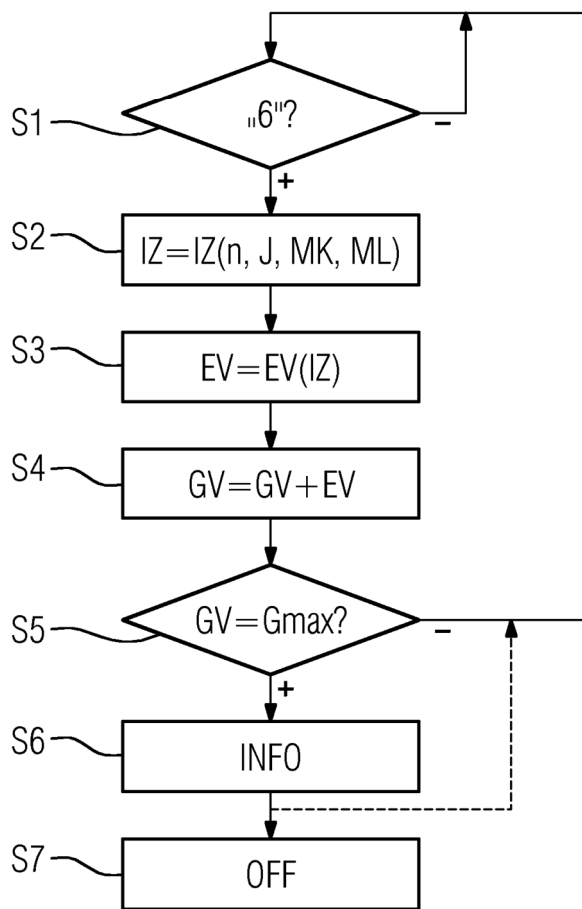 S1
„6"?
–
+
S2
IZ=IZ(n, J, MK, ML)
S3
EV=EV(IZ)
S4
GV=GV+EV
S5
GV=Gmax?
–
+
S6
INFO
S7
OFF